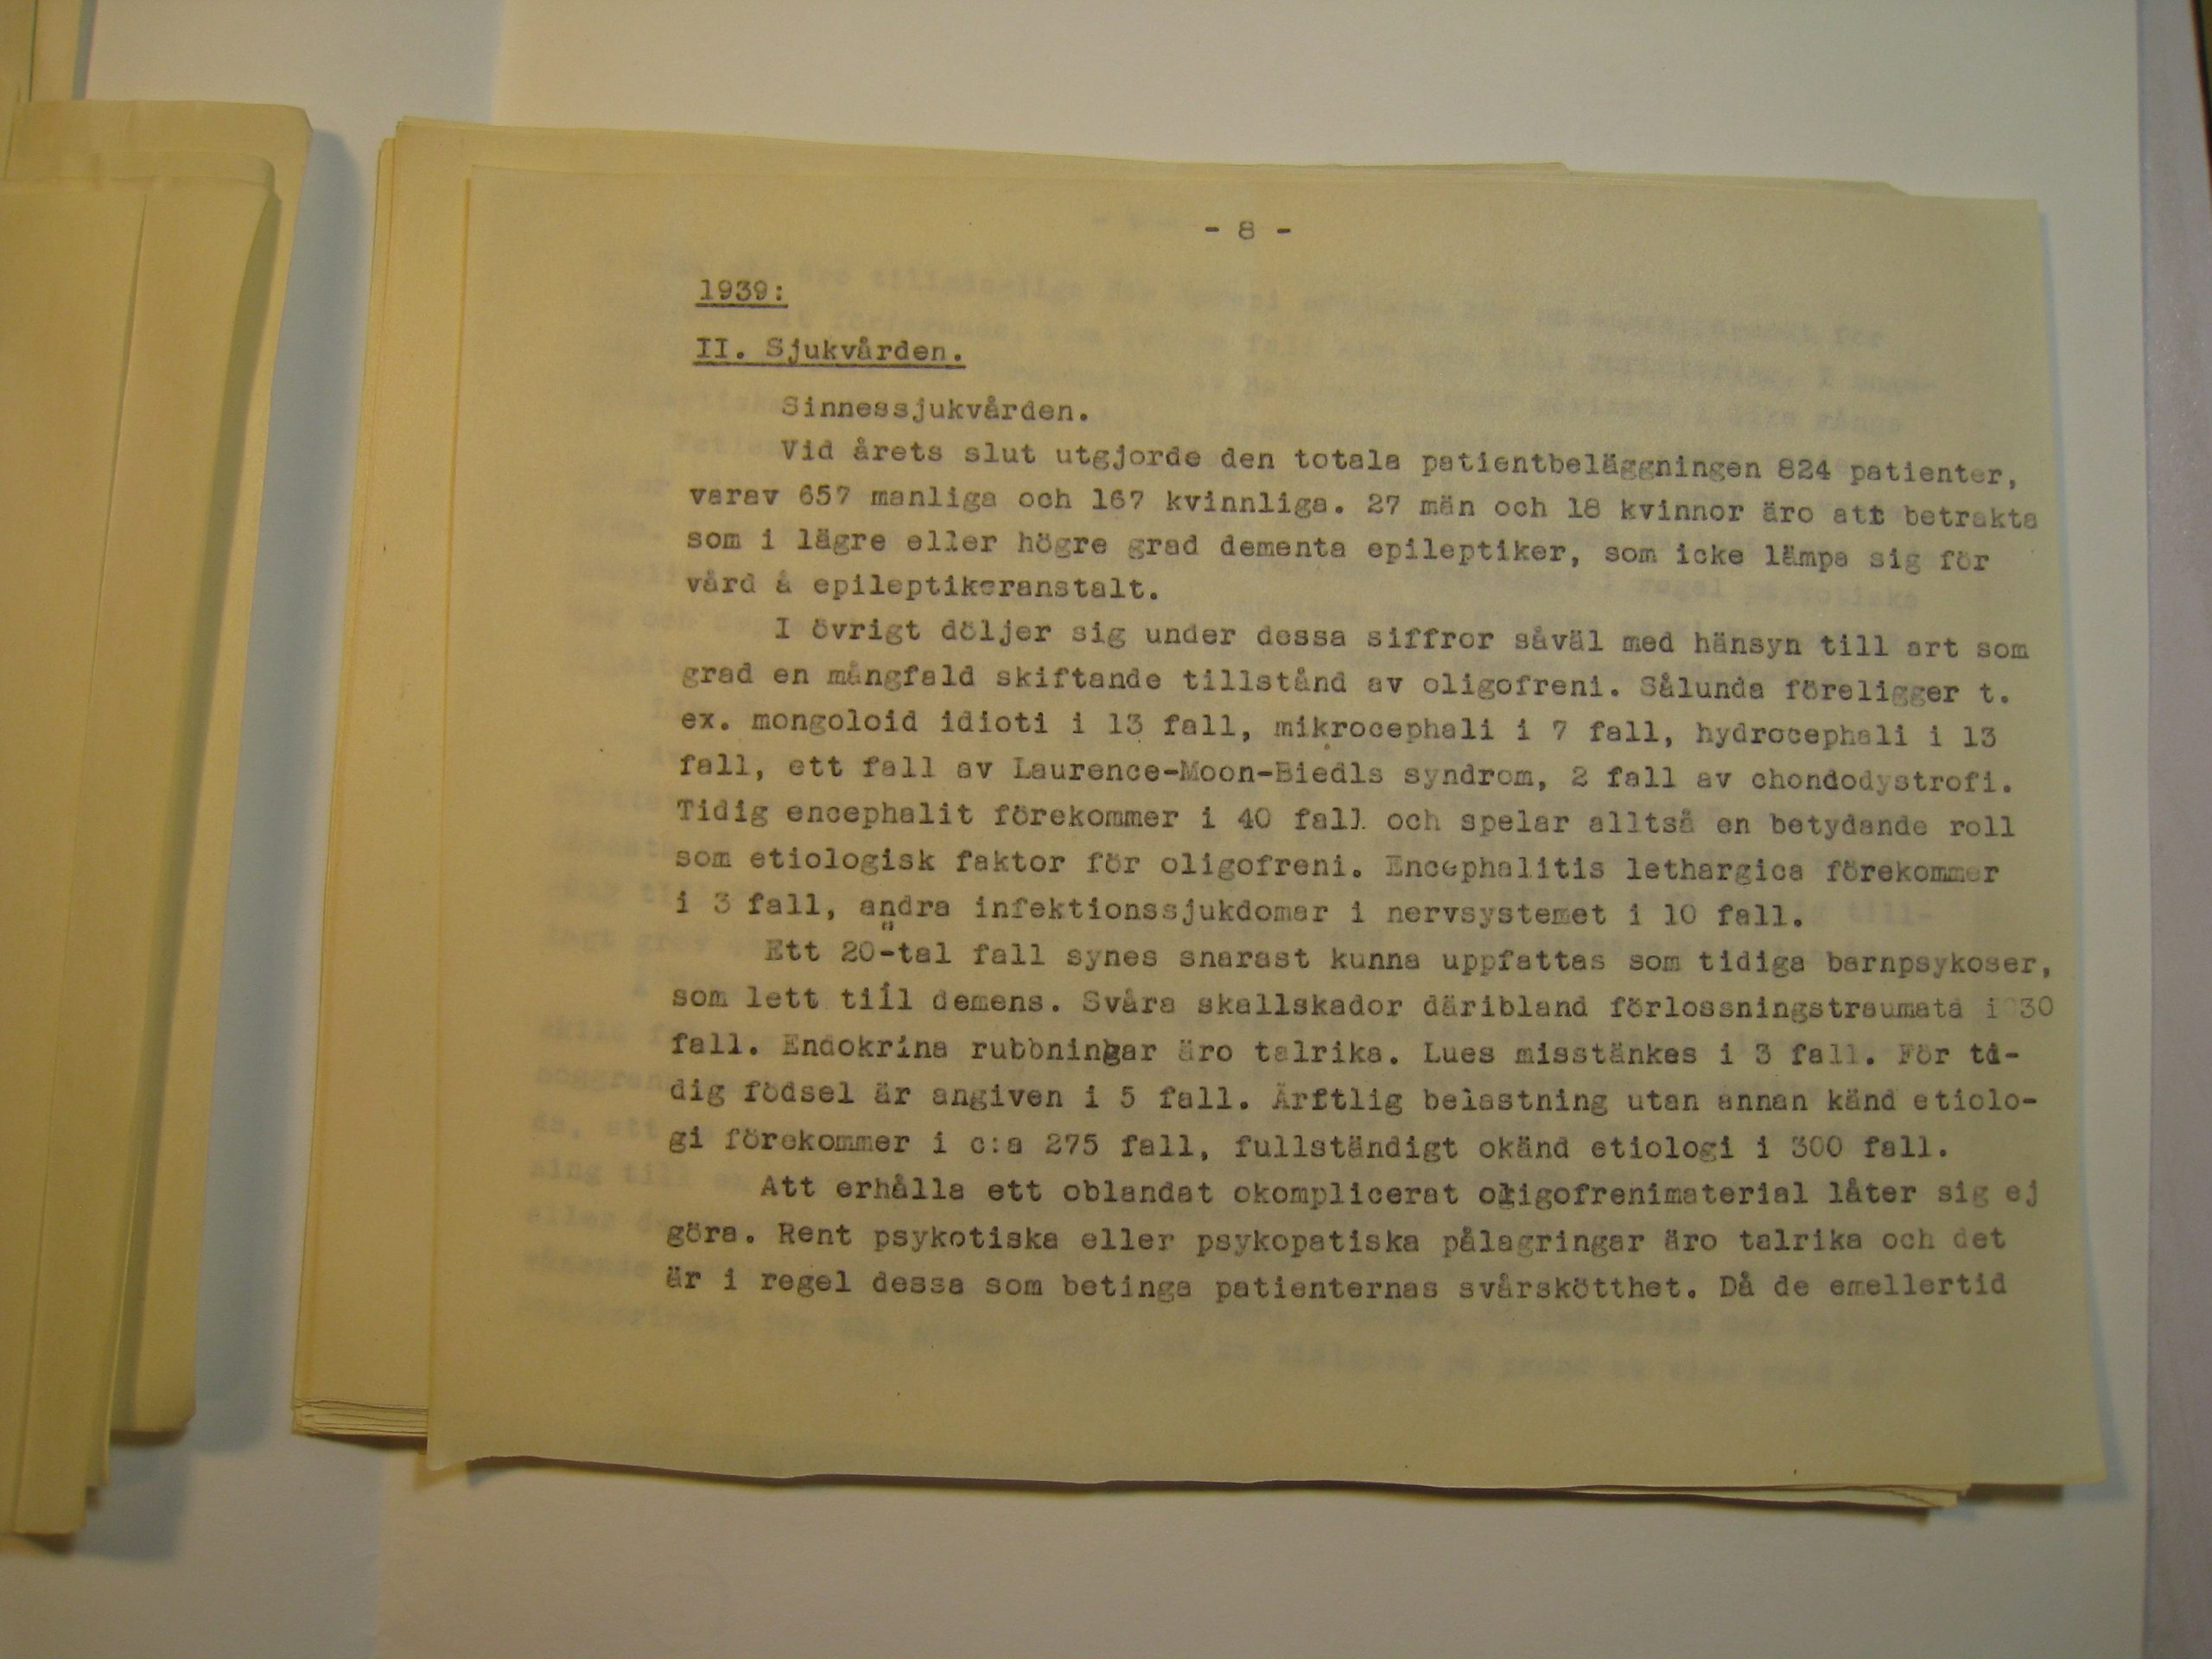 - 8 -
1939:
II. Sjukvården.
Sinnessjukvården.
Vid årets slut utgjorde den totala patientbeläggningen 824 patienter,
varav 657 manliga och 167 kvinnliga. 27 män och 18 kvinnor äro att betrakta
som i lägre eller högre grad dementa epileptiker, som icke lämpa sig för
vård å epileptikeranstalt.
I övrigt döljer sig under dessa siffror såväl med hänsyn till art som
grad en mångfald skiftande tillstånd av oligofreni. Sålunda föreligger t.
ex. mongoloid idioti i 13 fall, mikrocephali i 7 fall, hydrocephali i 13
fall, ett fall av Laurence-Moon-Biedls syndrom, 2 fall av chondodystrofi.
Tidig encephalit förekommer i 40 fall och spelar alltså en betydande roll
som etiologisk faktor för oligofreni. Encephalitis lethargica förekommer
i 3 fall, andra infektionssjukdomar i nervsystemet i 10 fall.
Ett 20-tal fall synes snarast kunna uppfattas som tidiga barnpsykoser,
som lett till demens. Svåra skallskador däribland förlossningstraumata i 30
fall. Endokrina rubbningar äro talrika. Lues misstänkes i 3 fall. För ti-
dig födsel är angiven i 5 fall. Ärftlig belastning utan annan känd etiolo-
gi förekommer i c:a 275 fall, fullständigt okänd etiologi i 300 fall.
Att erhålla ett oblandat okomplicerat oligofrenimaterial låter sig ej
göra. Rent psykotiska eller psykopatiska pålagringar äro talrika och det
är i regel dessa som betinga patienternas svårskötthet. Då de emellertid